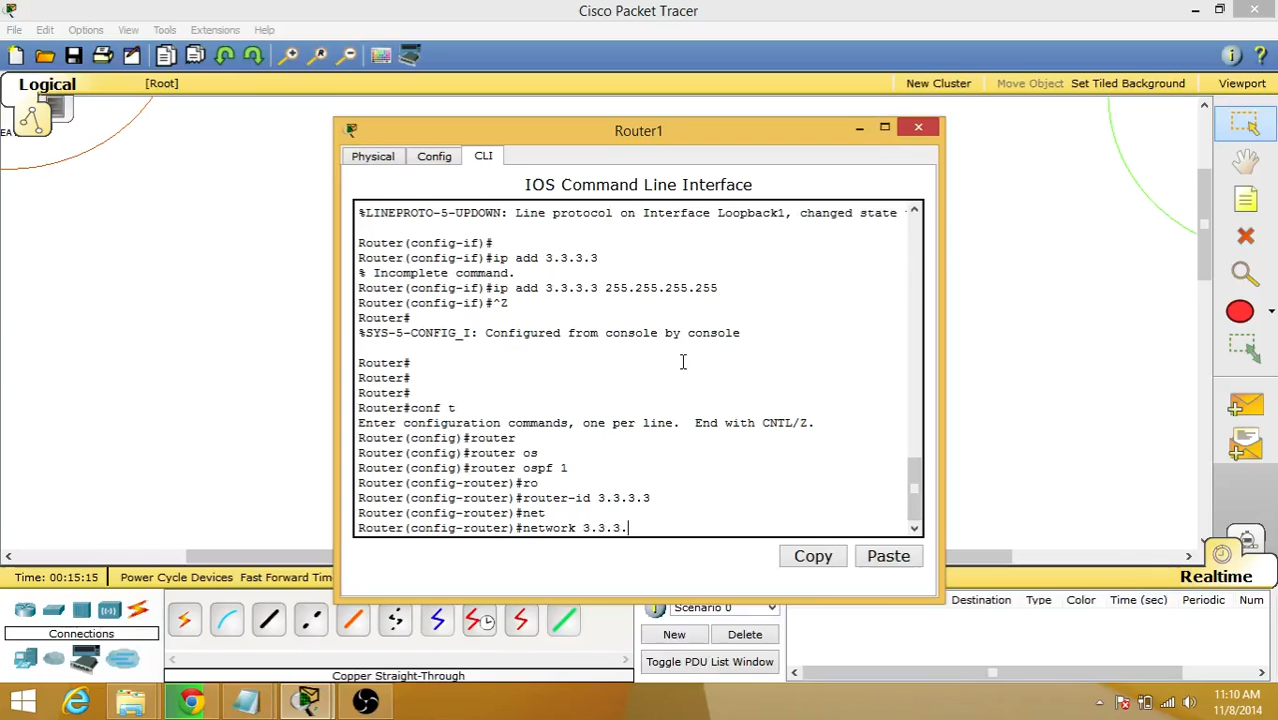 Cisco Packet Tracer
File Edit Options View Tools Extensions Help
Logical [Root] New Cluster Move Object Set Tiled Background Viewport
EA
Router1
Physical Config CLI
IOS Command Line Interface
%LINEPROTO-5-UPDOWN: Line protocol on Interface Loopback1, changed state
Router(config-if)#
Router(config-if)#ip add 3.3.3.3
% Incomplete command.
Router(config-if)#ip add 3.3.3.3 255.255.255.255
Router(config-if)#^Z
Router#
%SYS-5-CONFIG_I: Configured from console by console
Router#
Router#
Router#
Router#conf t
Enter configuration commands, one per line. End with CNTL/Z.
Router(config)#router
Router(config)#router os
Router(config)#router ospf 1
Router(config-router)#ro
Router(config-router)#router-id 3.3.3.3
Router(config-router)#net
Router(config-router)#network 3.3.3.
Copy Paste
Time: 00:15:15 Power Cycle Devices Fast Forward Tim
Realtime
Scenario 0
Destination Type Color Time (sec) Periodic Num
Connections
New Delete
Toggle PDU List Window
Copper Straight-Through
11:10 AM
11/8/2014